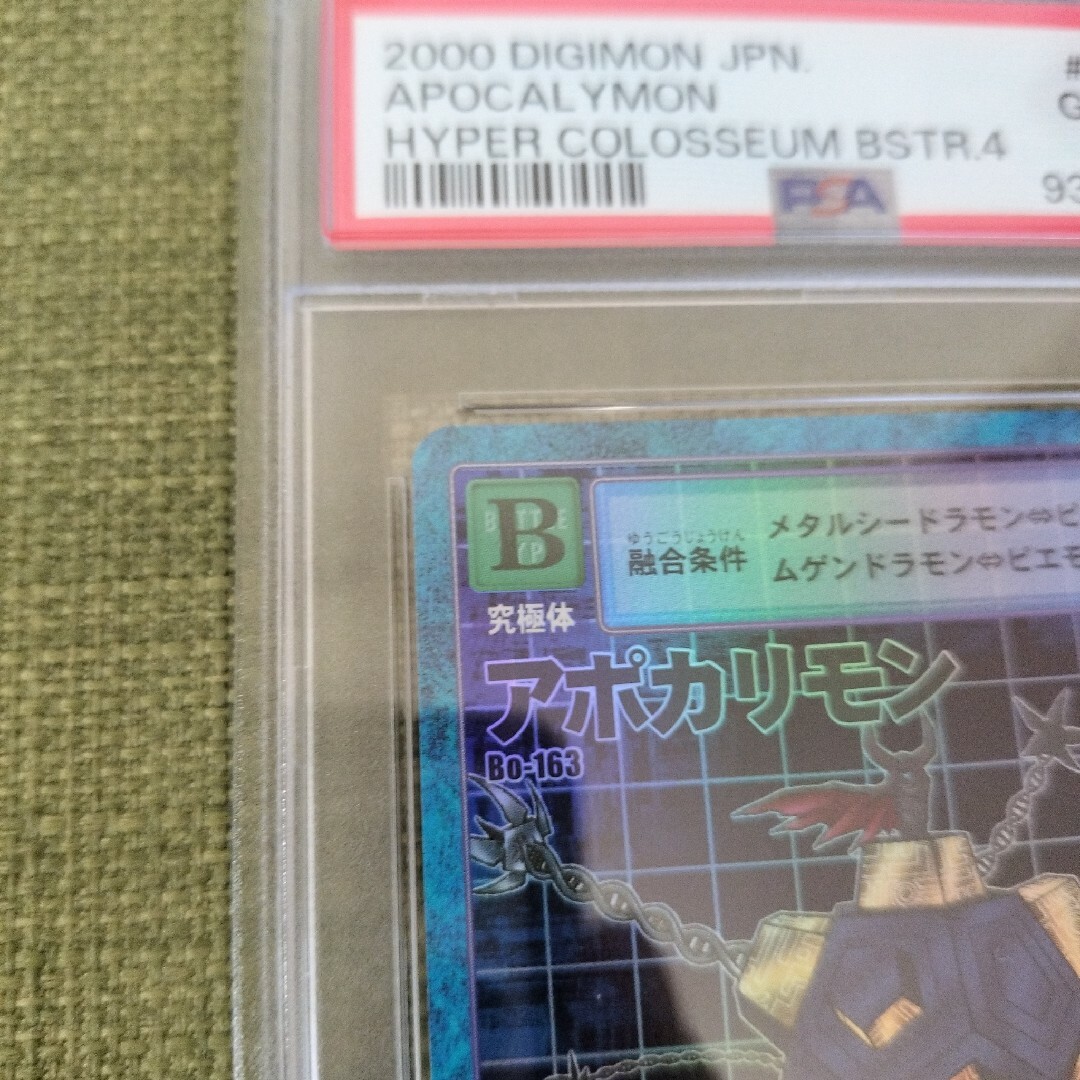 2000 DIGIMON JPN.
APOCALYMON
HYPER COLOSSEUM BSTR.4
#
G
93
PSA
B
ゆうごうじょうけん
融合条件
メタルシードラモン⇔ピ
ムゲンドラモン⇔ピエモ
究極体
アポカリモン
Bo-163